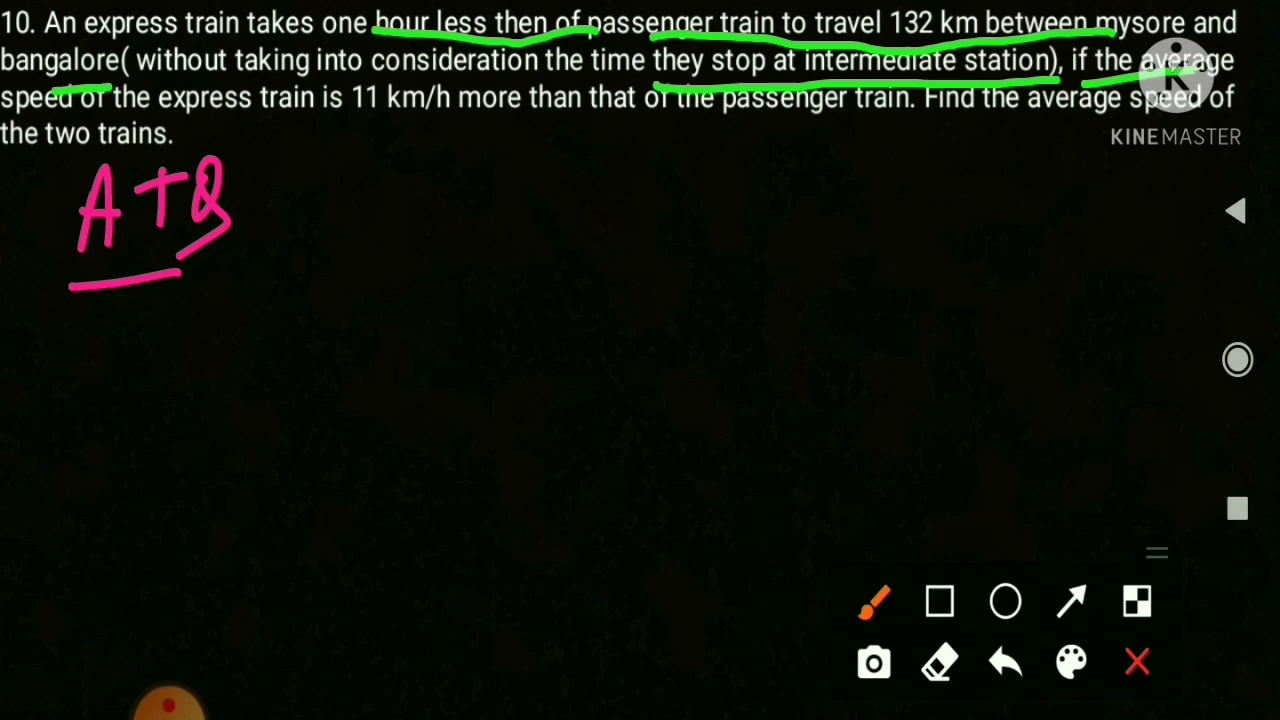 10. An express train takes one hour less then of passenger train to travel 132 km between mysore and
bangalore( without taking into consideration the time they stop at intermediate station), if the average
speed of the express train is 11 km/h more than that of the passenger train. Find the average speed of
the two trains.
KINEMASTER
K
ATQ